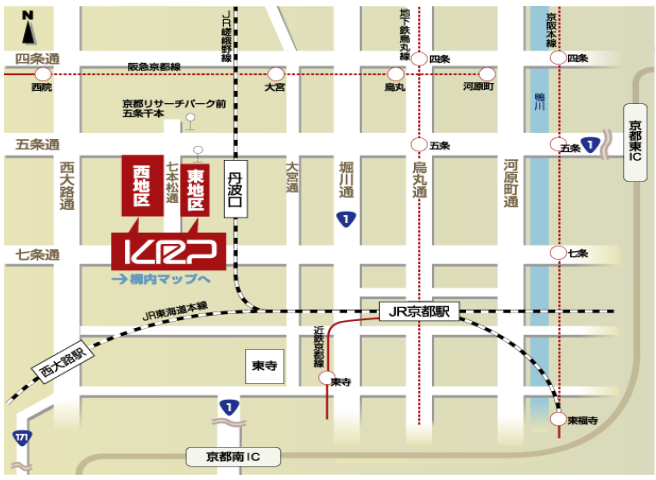 N
JR嵯峨野線
地下鉄烏丸線
京阪本線
四条通
阪急京都線
四条
四条
西院
大宮
烏丸
河原町
鴨川
京都東IC
京都リサーチパーク前
五条千本
五条通
五条
五条
1
西大路通
西地区
七本松通
東地区
丹波口
大宮通
堀川通
烏丸通
河原町通
1
七条通
KRP
七条
→構内マップへ
JR東海道本線
JR京都駅
近鉄京都線
西大路駅
東寺
東寺
1
東福寺
171
京都南IC